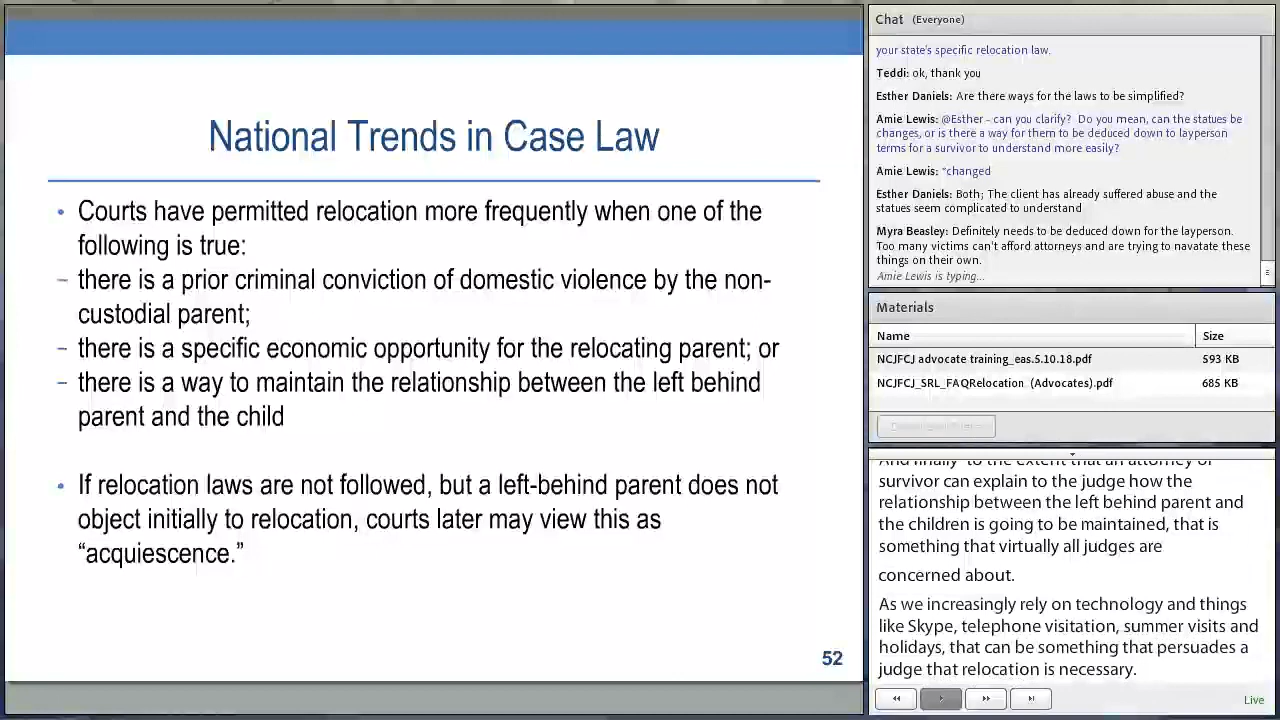 National Trends in Case Law
• Courts have permitted relocation more frequently when one of the
following is true:
– there is a prior criminal conviction of domestic violence by the non-
custodial parent;
– there is a specific economic opportunity for the relocating parent; or
– there is a way to maintain the relationship between the left behind
parent and the child
• If relocation laws are not followed, but a left-behind parent does not
object initially to relocation, courts later may view this as
“acquiescence.”
52
Chat (Everyone)
your state's specific relocation law.
Teddi: ok, thank you
Esther Daniels: Are there ways for the laws to be simplified?
Amie Lewis: @Esther - can you clarify? Do you mean, can the statues be
changes, or is there a way for them to be deduced down to layperson
terms for a survivor to understand more easily?
Amie Lewis: *changed
Esther Daniels: Both; The client has already suffered abuse and the
statues seem complicated to understand
Myra Beasley: Definitely needs to be deduced down for the layperson.
Too many victims can't afford attorneys and are trying to navatate these
things on their own.
Amie Lewis is typing...
Materials
Name Size
NCJFCJ advocate training_eas.5.10.18.pdf 593 KB
NCJFCJ_SRL_FAQRelocation (Advocates).pdf 685 KB
And finally to the extent that an attorney or
survivor can explain to the judge how the
relationship between the left behind parent and
the children is going to be maintained, that is
something that virtually all judges are
concerned about.
As we increasingly rely on technology and things
like Skype, telephone visitation, summer visits and
holidays, that can be something that persuades a
judge that relocation is necessary.
Live